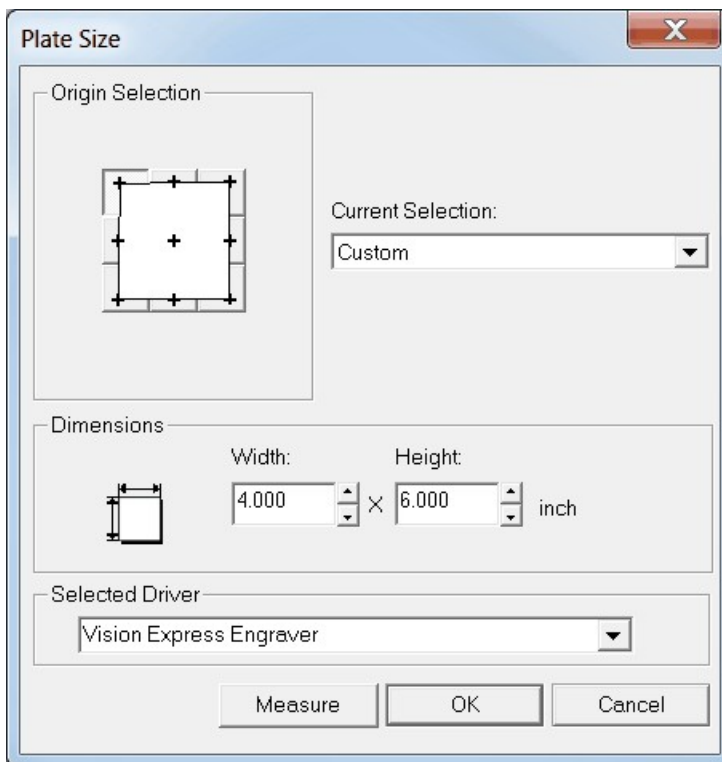 Plate Size
Origin Selection
Current Selection:
Custom
Dimensions
Width: Height:
4.000 X 6.000 inch
Selected Driver
Vision Express Engraver
Measure OK Cancel